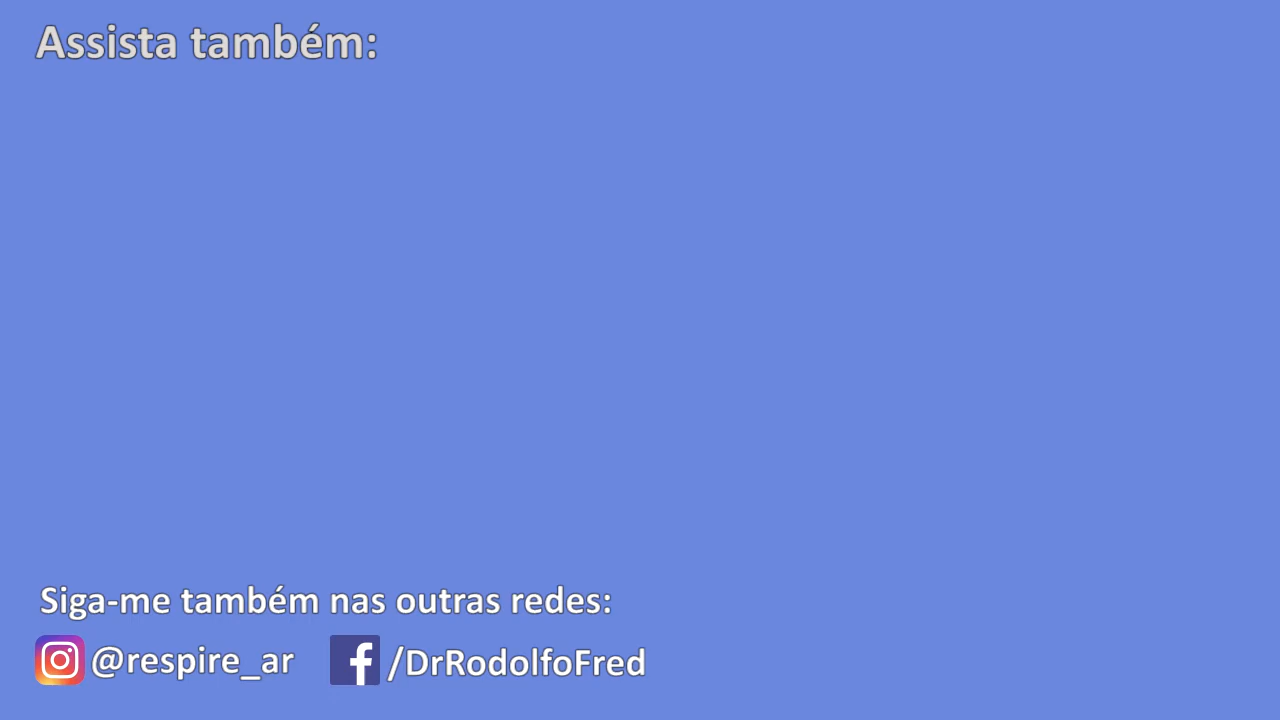 Assista também:
Siga-me também nas outras redes:
@respire_ar /DrRodolfoFred